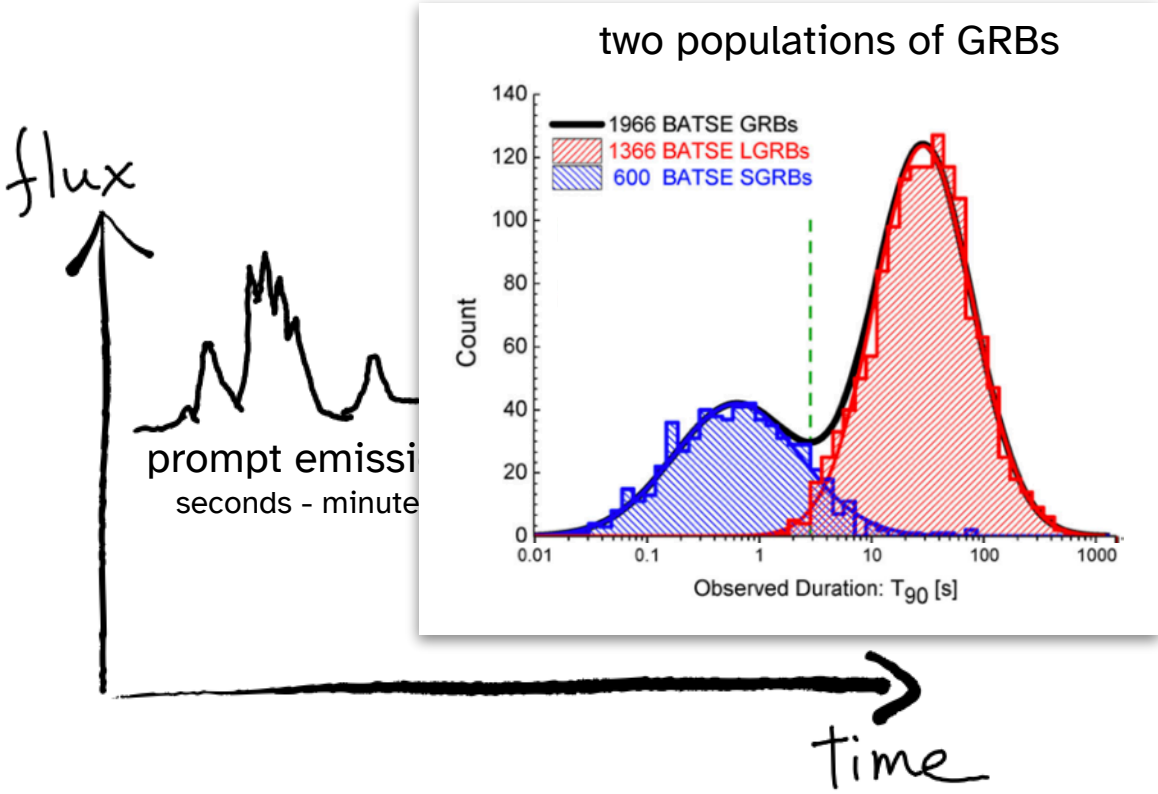 flux
prompt emissi
seconds - minute
time
two populations of GRBs
140
120
100
80
60
40
20
0
Count
1966 BATSE GRBs
1366 BATSE LGRBs
600 BATSE SGRBs
0.01 0.1 1 10 100 1000
Observed Duration: T90 [s]